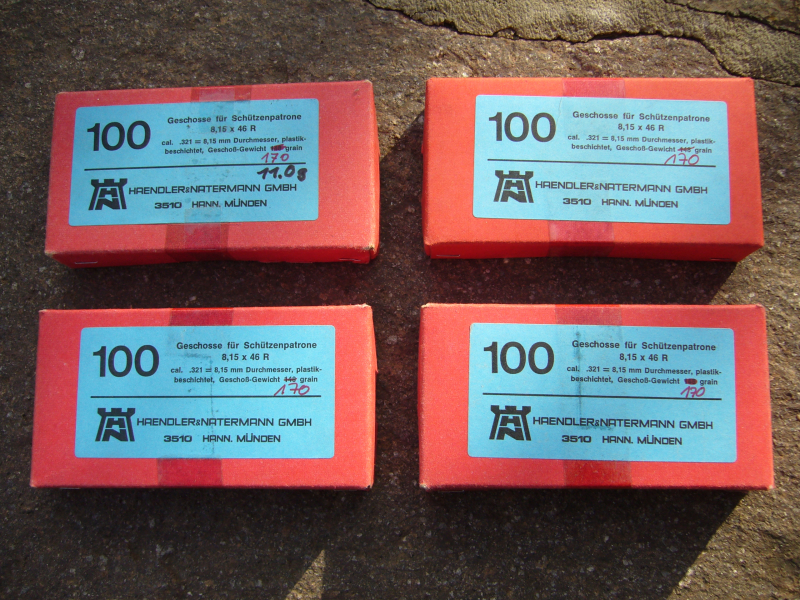 100
Geschosse für Schützenpatrone
8,15 x 46 R
cal. .321 = 8,15 mm Durchmesser, plastik-
beschichtet, Geschoß-Gewicht grain
170
11.0g
HAENDLER&NATERMANN GMBH
3510 HANN. MÜNDEN
100
Geschosse für Schützenpatrone
8,15 x 46 R
cal. .321 = 8,15 mm Durchmesser, plastik-
beschichtet, Geschoß-Gewicht grain
170
HAENDLER&NATERMANN GMBH
3510 HANN. MÜNDEN
100
Geschosse für Schützenpatrone
8,15 x 46 R
cal. .321 = 8,15 mm Durchmesser, plastik-
beschichtet, Geschoß-Gewicht grain
170
HAENDLER&NATERMANN GMBH
3510 HANN. MÜNDEN
100
Geschosse für Schützenpatrone
8,15 x 46 R
cal. .321 = 8,15 mm Durchmesser, plastik-
beschichtet, Geschoß-Gewicht grain
170
HAENDLER&NATERMANN GMBH
3510 HANN. MÜNDEN